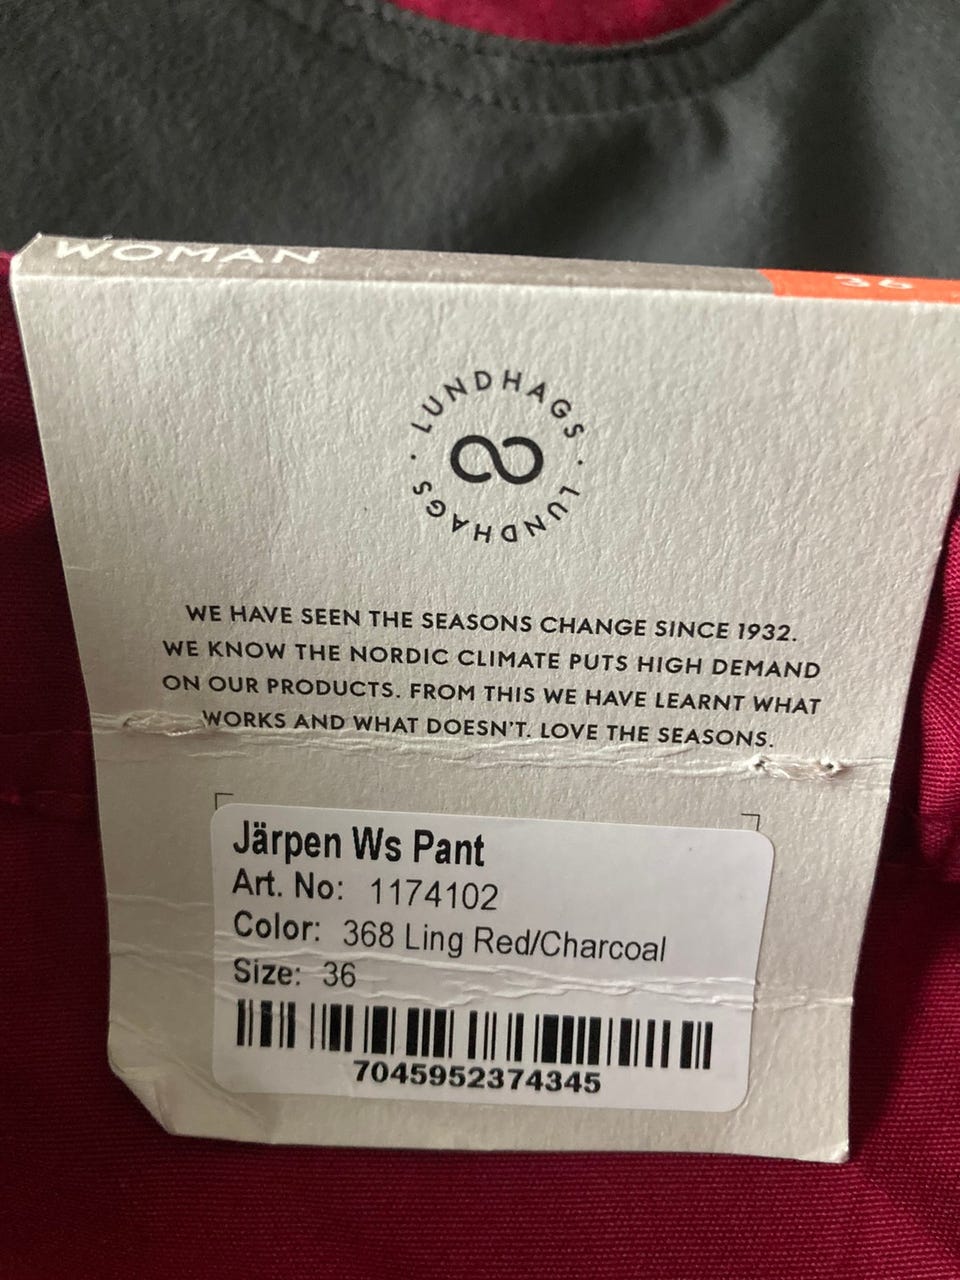 WOMAN
36
LUNDHAGS · LUNDHAGS ·
WE HAVE SEEN THE SEASONS CHANGE SINCE 1932.
WE KNOW THE NORDIC CLIMATE PUTS HIGH DEMAND
ON OUR PRODUCTS. FROM THIS WE HAVE LEARNT WHAT
WORKS AND WHAT DOESN'T. LOVE THE SEASONS.
Järpen Ws Pant
Art. No: 1174102
Color: 368 Ling Red/Charcoal
Size: 36
7045952374345